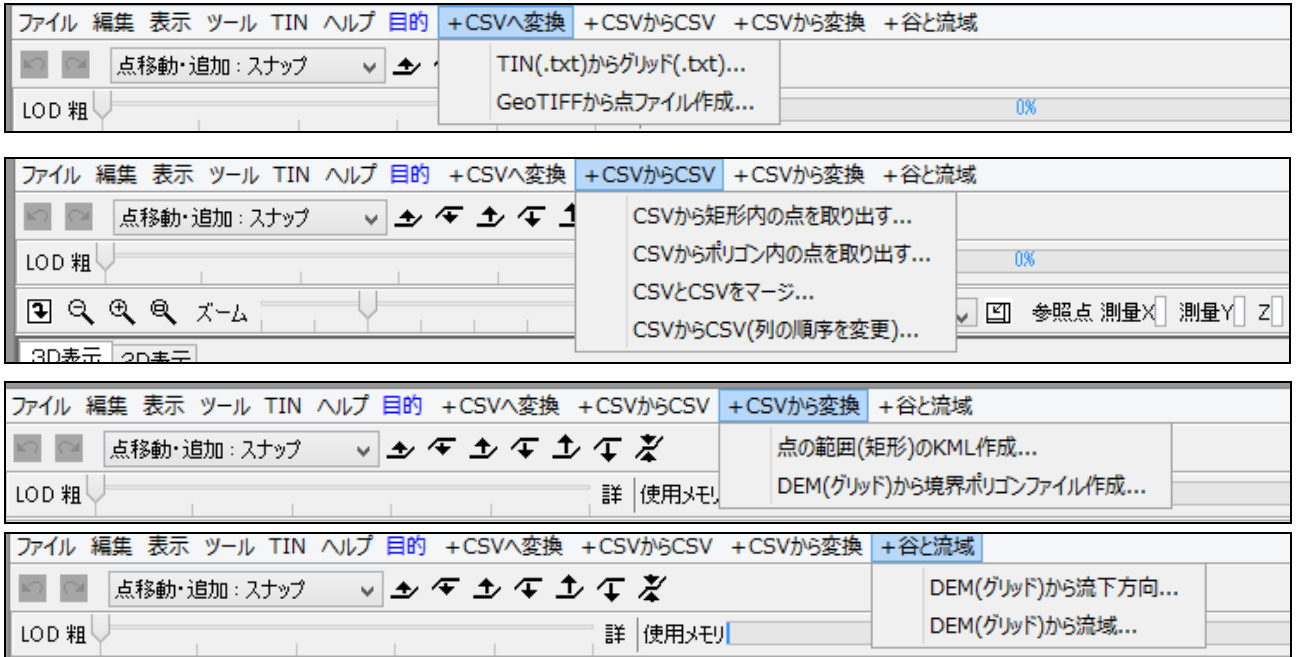 ファイル 編集 表示 ツール TIN ヘルプ 目的 +CSVへ変換 +CSVからCSV +CSVから変換 +谷と流域
点移動・追加:スナップ
TIN(.txt)からグリッド(.txt)...
LOD 粗
GeoTIFFから点ファイル作成...
0%
ファイル 編集 表示 ツール TIN ヘルプ 目的 +CSVへ変換 +CSVからCSV +CSVから変換 +谷と流域
点移動・追加:スナップ
CSVから矩形内の点を取り出す...
LOD 粗
CSVからポリゴン内の点を取り出す...
0%
CSVとCSVをマージ...
ズーム
参照点 測量X 測量Y Z
CSVからCSV(列の順序を変更)...
3D表示 2D表示
ファイル 編集 表示 ツール TIN ヘルプ 目的 +CSVへ変換 +CSVからCSV +CSVから変換 +谷と流域
点移動・追加:スナップ
点の範囲(矩形)のKML作成...
LOD 粗 詳 使用メモリ
DEM(グリッド)から境界ポリゴンファイル作成...
ファイル 編集 表示 ツール TIN ヘルプ 目的 +CSVへ変換 +CSVからCSV +CSVから変換 +谷と流域
点移動・追加:スナップ
DEM(グリッド)から流下方向...
LOD 粗 詳 使用メモリ
DEM(グリッド)から流域...